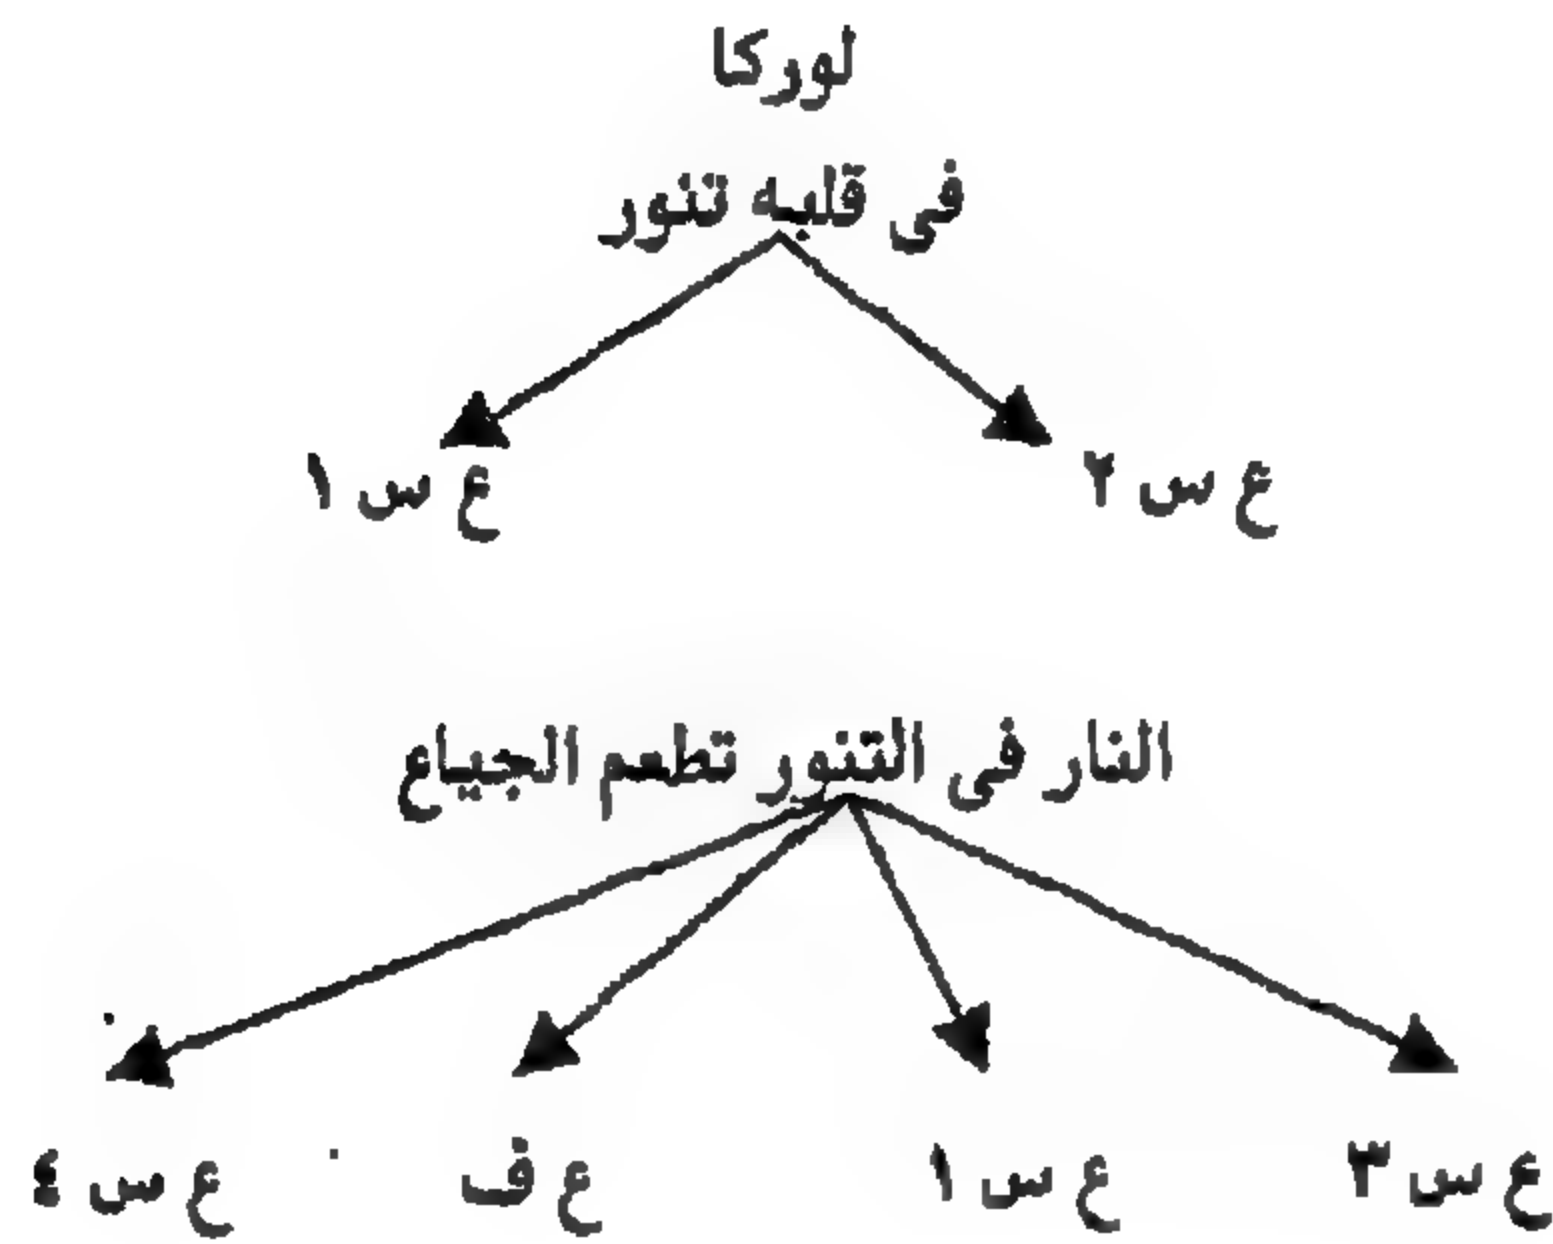 لوركا
فى قلبه تنور
ع س ٢ ع س ١
النار فى التنور تطعم الجياع
ع س ٣ ع س ١ ع ف ع س ٤